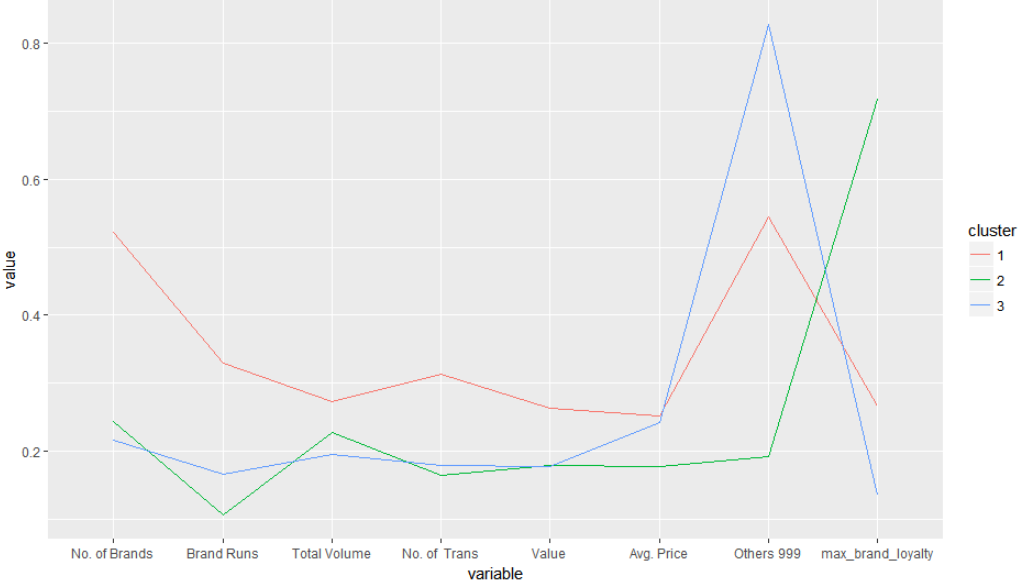 0.8
0.6
0.4
0.2
value
No. of Brands
Brand Runs
Total Volume
No. of Trans
Value
Avg. Price
Others 999
max_brand_loyalty
variable
cluster
1
2
3